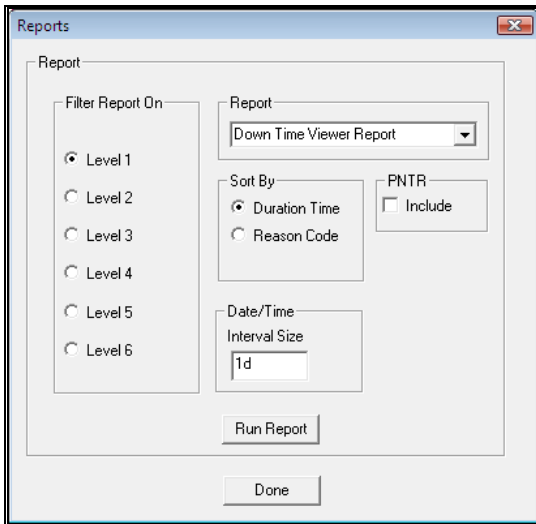 Reports
Report
Filter Report On
Level 1
Level 2
Level 3
Level 4
Level 5
Level 6
Report
Down Time Viewer Report
Sort By
Duration Time
Reason Code
PNTR
Include
Date/Time
Interval Size
1d
Run Report
Done